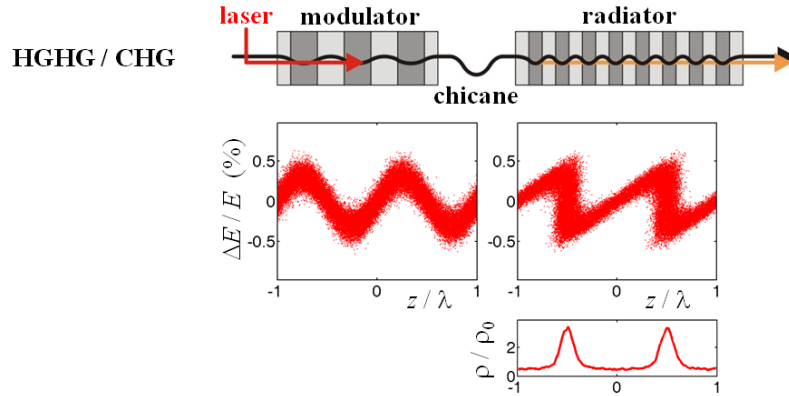 laser
modulator
radiator
HGHG / CHG
chicane
ΔE / E (%)
0.5
0
-0.5
-1
0
1
z / λ
0.5
0
-0.5
-1
0
1
z / λ
ρ / ρ0
2
0
-1
0
1